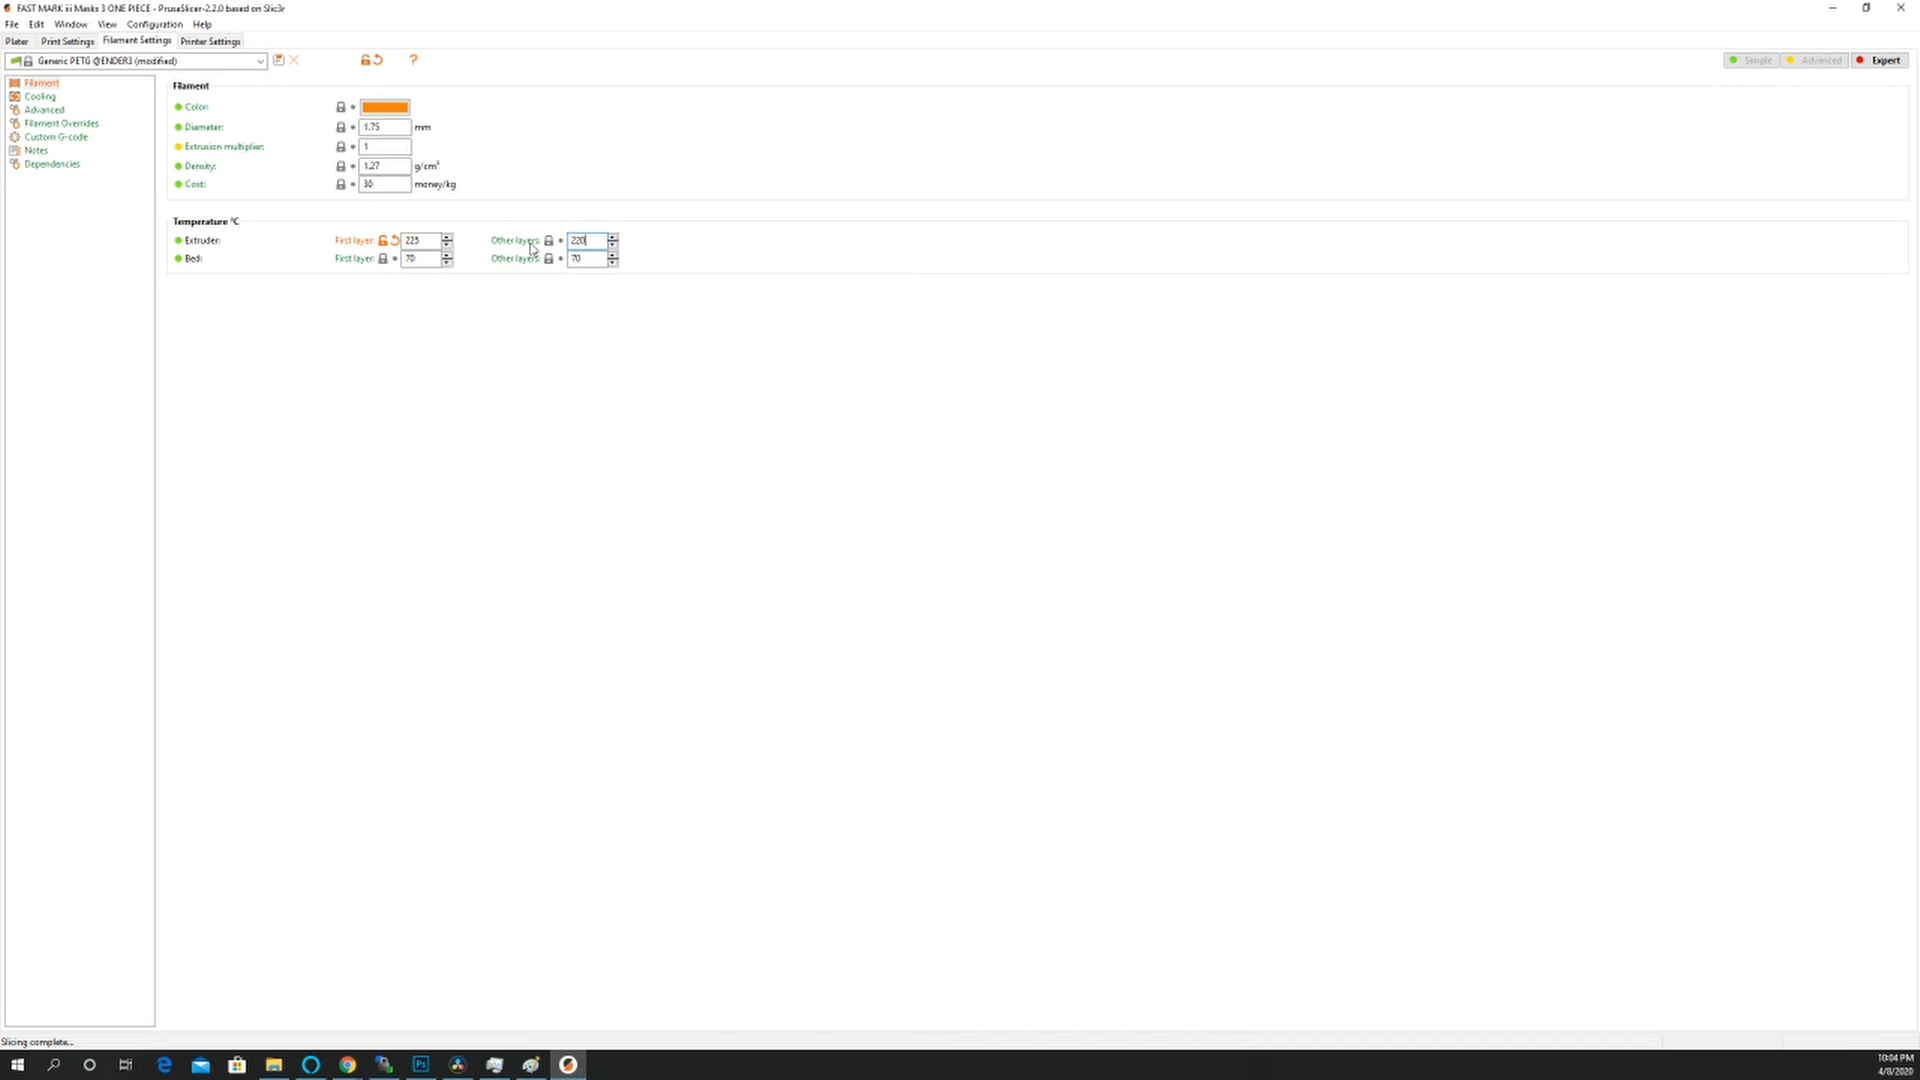 FAST MARK iii Masks 3 ONE PIECE - PrusaSlicer-2.2.0 based on Slic3r
File Edit Window View Configuration Help
Plater Print Settings Filament Settings Printer Settings
Generic PETG @ENDER3 (modified) ? Simple Advanced Expert
Filament
Cooling
Advanced
Filament Overrides
Custom G-code
Notes
Dependencies
Filament
Color:
Diameter: 1.75 mm
Extrusion multiplier: 1
Density: 1.27 g/cm³
Cost: 30 money/kg
Temperature °C
Extruder: First layer: 225 Other layers: 220
Bed: First layer: 70 Other layers: 70
Slicing complete...
Ps
10:04 PM
4/8/2020